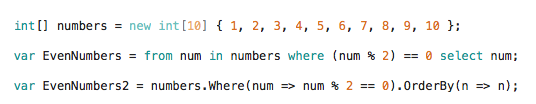 int[] numbers = new int[10] { 1, 2, 3, 4, 5, 6, 7, 8, 9, 10 };
var EvenNumbers = from num in numbers where (num % 2) == 0 select num;
var EvenNumbers2 = numbers.Where(num => num % 2 == 0).OrderBy(n => n);